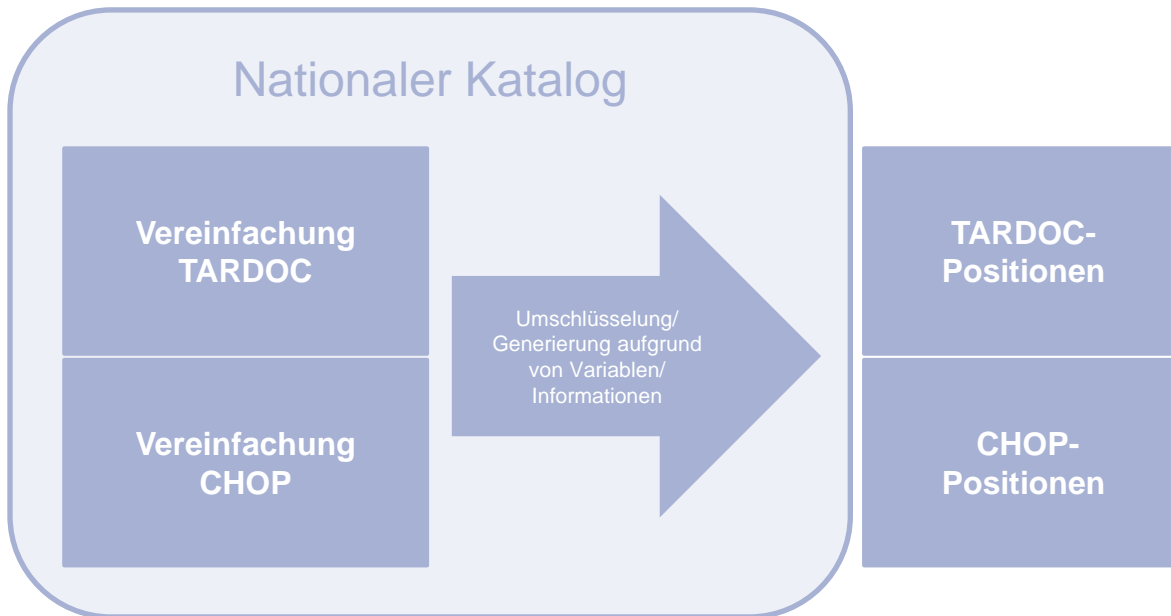 Nationaler Katalog
Vereinfachung
TARDOC
Vereinfachung
CHOP
Umschlüsselung/
Generierung aufgrund
von Variablen/
Informationen
TARDOC-
Positionen
CHOP-
Positionen